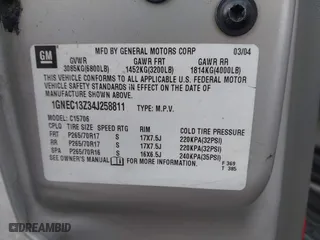 GM
MFD BY GENERAL MOTORS CORP 03/04
GVWR GAWR FRT GAWR RR
3085KG(6800LB) 1452KG(3200LB) 1814KG(4000LB)
THIS VEHICLE CONFORMS TO ALL APPLICABLE U.S. FEDERAL MOTOR
VEHICLE SAFETY STANDARDS IN EFFECT ON THE DATE OF
MANUFACTURE SHOWN ABOVE.
1GNEC13Z34J258811 TYPE: M.P.V.
MODEL: C15706
CPLD TIRE SIZE SPEED RTG RIM COLD TIRE PRESSURE
FRT P265/70R17 S 17X7.5J 220KPA(32PSI)
RR P265/70R17 S 17X7.5J 220KPA(32PSI)
SPA P265/70R16 S 16X6.5J 240KPA(35PSI)
SEE OWNER'S MANUAL FOR MORE INFORMATION
DREAMBID